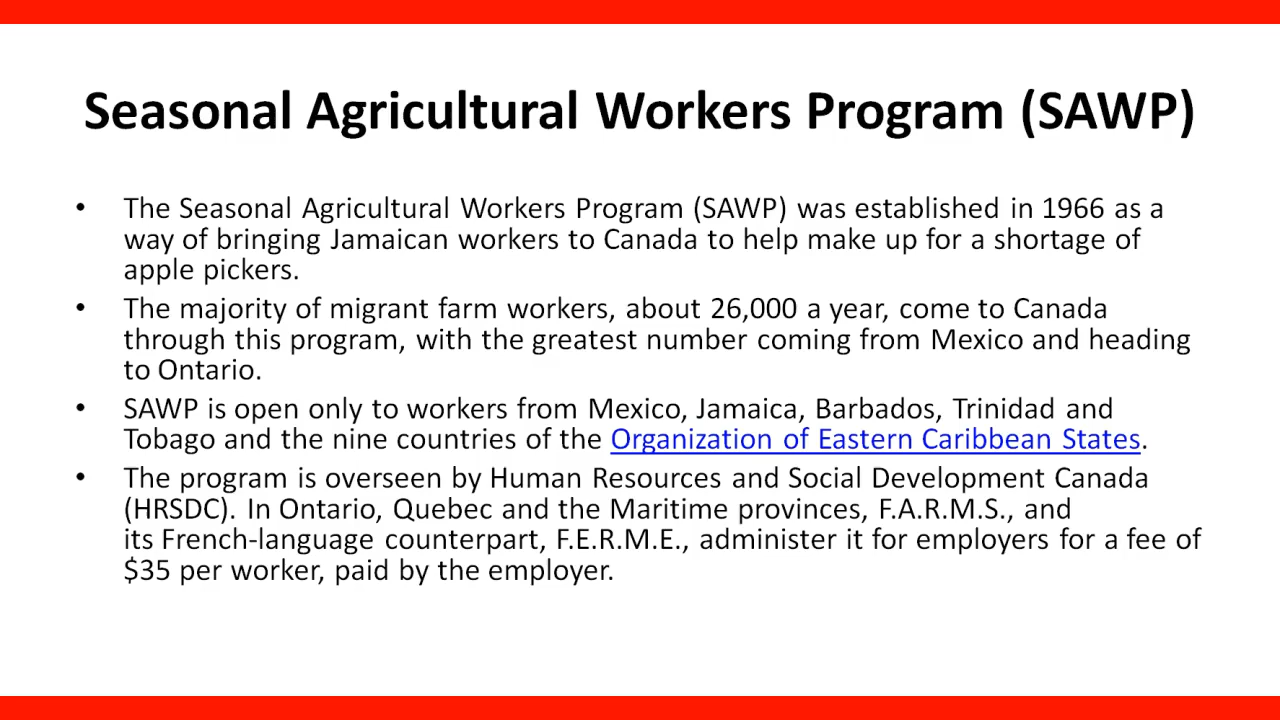 Seasonal Agricultural Workers Program (SAWP)
• The Seasonal Agricultural Workers Program (SAWP) was established in 1966 as a
way of bringing Jamaican workers to Canada to help make up for a shortage of
apple pickers.
• The majority of migrant farm workers, about 26,000 a year, come to Canada
through this program, with the greatest number coming from Mexico and heading
to Ontario.
• SAWP is open only to workers from Mexico, Jamaica, Barbados, Trinidad and
Tobago and the nine countries of the Organization of Eastern Caribbean States.
• The program is overseen by Human Resources and Social Development Canada
(HRSDC). In Ontario, Quebec and the Maritime provinces, F.A.R.M.S., and
its French-language counterpart, F.E.R.M.E., administer it for employers for a fee of
$35 per worker, paid by the employer.